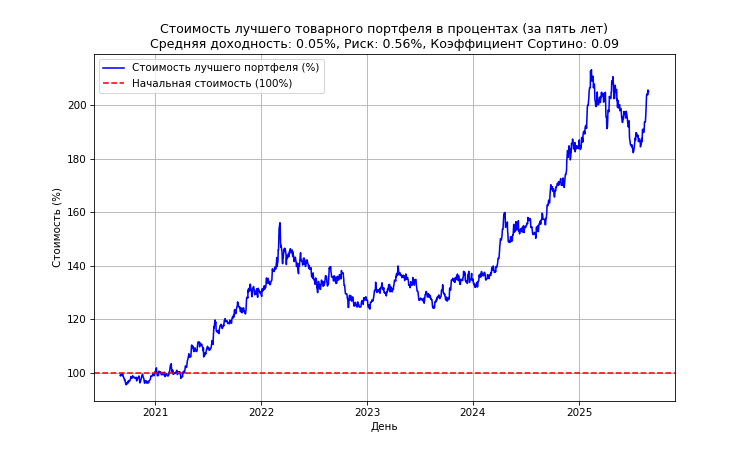 Стоимость лучшего товарного портфеля в процентах (за пять лет)
Средняя доходность: 0.05%, Риск: 0.56%, Коэффициент Сортино: 0.09
Стоимость лучшего портфеля (%)
Начальная стоимость (100%)
Стоимость (%)
200
180
160
140
120
100
2021
2022
2023
2024
2025
День